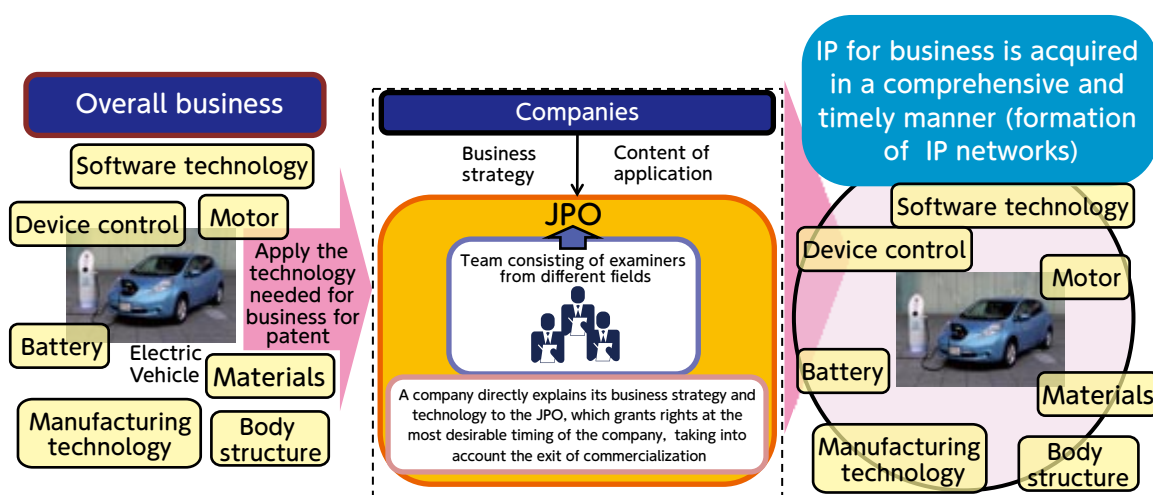 Overall business
Software technology
Device control
Motor
Battery
Electric
Vehicle
Materials
Manufacturing
technology
Body
structure
Apply the
technology
needed for
business for
patent
Companies
Business
strategy
Content of
application
JPO
Team consisting of examiners
from different fields
A company directly explains its business strategy and
technology to the JPO, which grants rights at the
most desirable timing of the company, taking into
account the exit of commercialization
IP for business is acquired
in a comprehensive and
timely manner (formation
of IP networks)
Software technology
Device control
Motor
Battery
Materials
Manufacturing
technology
Body
structure